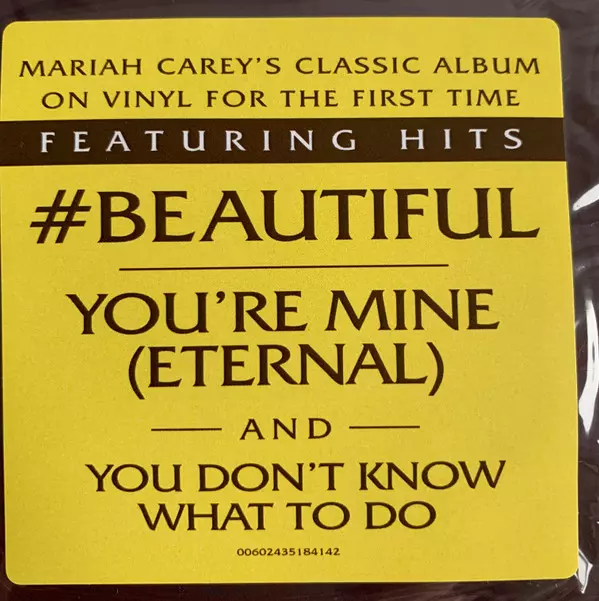 MARIAH CAREY'S CLASSIC ALBUM
ON VINYL FOR THE FIRST TIME
FEATURING HITS
#BEAUTIFUL
YOU'RE MINE
(ETERNAL)
AND
YOU DON'T KNOW
WHAT TO DO
00602435184142